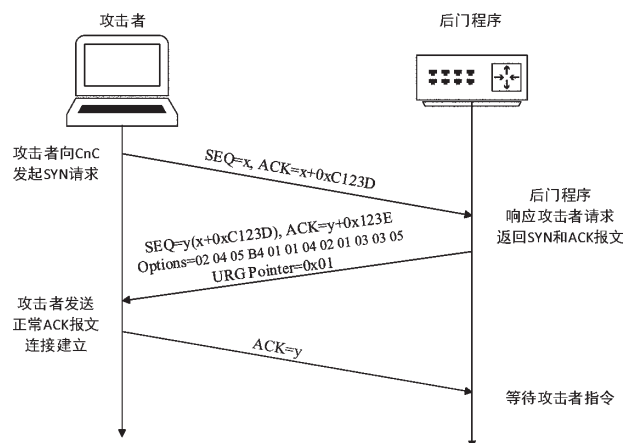 攻击者
后门程序
攻击者向CnC
发起SYN请求
SEQ=x, ACK=x+0xC123D
后门程序
响应攻击者请求
返回SYN和ACK报文
SEQ=y(x+0xC123D), ACK=y+0x123E
Options=02 04 05 B4 01 01 04 02 01 03 03 05
URG Pointer=0x01
攻击者发送
正常ACK报文
连接建立
ACK=y
等待攻击者指令